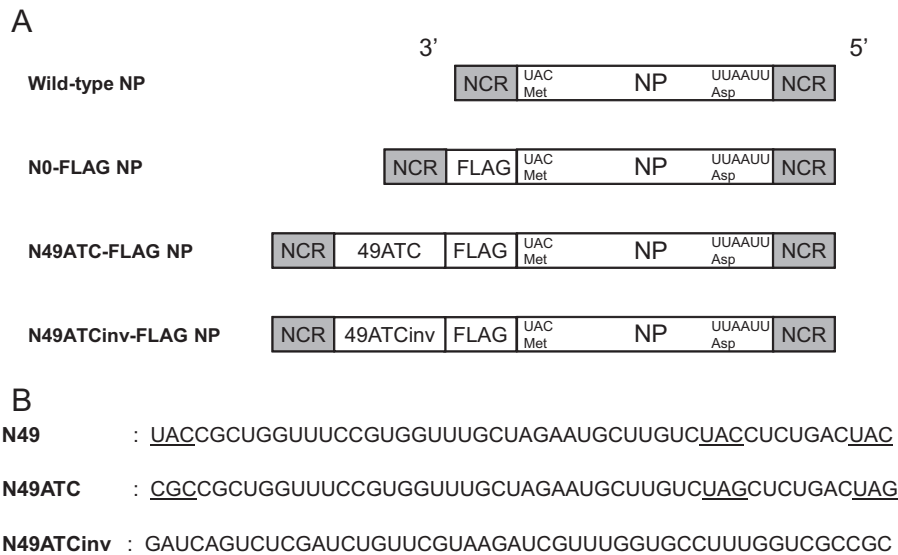 A
3’ 5’
Wild-type NP NCR UAC Met NP UUAAUU Asp NCR
N0-FLAG NP NCR FLAG UAC Met NP UUAAUU Asp NCR
N49ATC-FLAG NP NCR 49ATC FLAG UAC Met NP UUAAUU Asp NCR
N49ATCinv-FLAG NP NCR 49ATCinv FLAG UAC Met NP UUAAUU Asp NCR
B
N49 : UACCGCUGGUUUCCGUGGUUUGCUAGAAUGCUUGUCUACCUCUGACUAC
N49ATC : CGCCGCUGGUUUCCGUGGUUUGCUAGAAUGCUUGUCUAGCUCUGACUAG
N49ATCinv : GAUCAGUCUCGAUCUGUUCGUAAGAUCGUUUGGUGCCUUUGGUCGCCGC